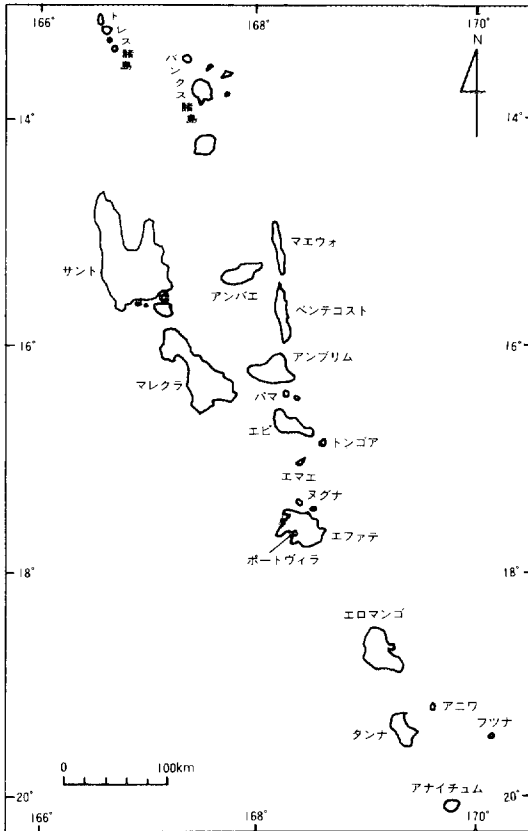 166°
168°
170°
N
トレス諸島
バンクス諸島
14°
14°
マエウォ
サント
アンバエ
ペンテコスト
16°
16°
アンブリム
マレクラ
パマ
エピ
トンゴア
エマエ
ヌグナ
エファテ
ポートヴィラ
18°
18°
エロマンゴ
アニワ
フツナ
タンナ
0
100km
アナイチュム
20°
20°
166°
168°
170°